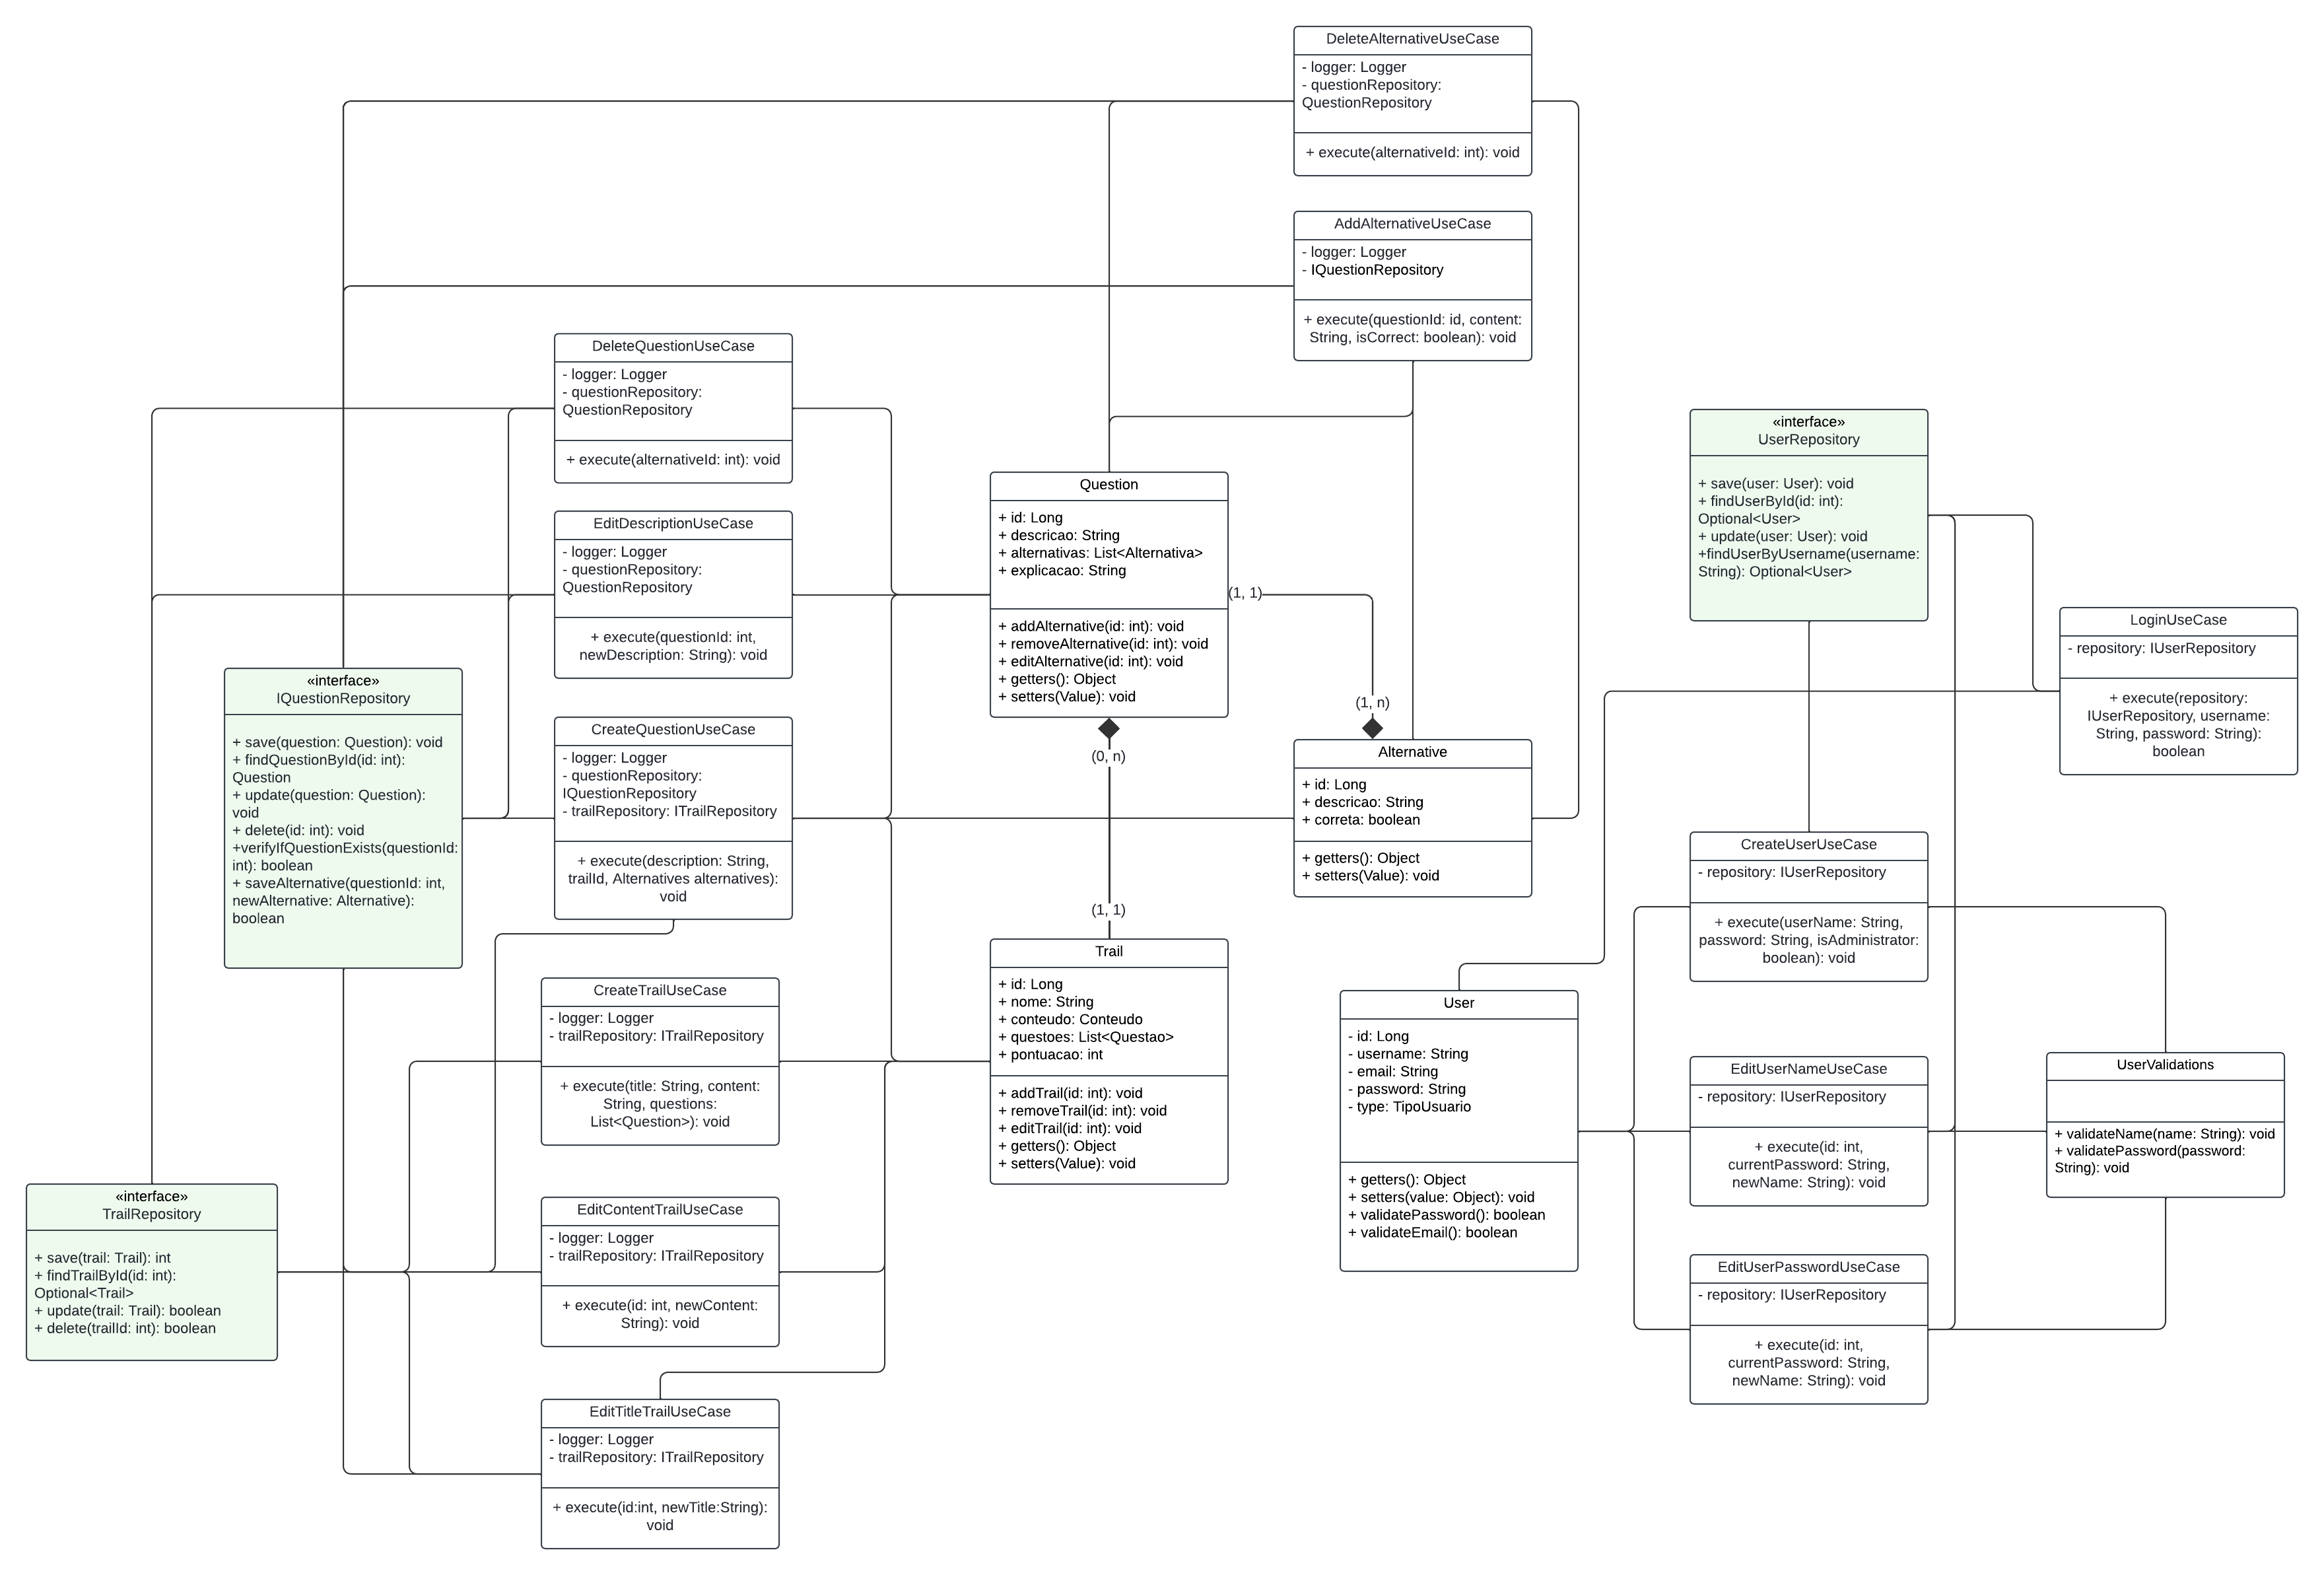 DeleteAlternativeUseCase
- logger: Logger
- questionRepository:
QuestionRepository
+ execute(alternativeId: int): void
AddAlternativeUseCase
- logger: Logger
- IQuestionRepository
+ execute(questionId: id, content:
String, isCorrect: boolean): void
DeleteQuestionUseCase
- logger: Logger
- questionRepository:
QuestionRepository
+ execute(alternativeId: int): void
EditDescriptionUseCase
- logger: Logger
- questionRepository:
QuestionRepository
+ execute(questionId: int,
newDescription: String): void
«interface»
IQuestionRepository
+ save(question: Question): void
+ findQuestionById(id: int):
Question
+ update(question: Question):
void
+ delete(id: int): void
+verifyIfQuestionExists(questionId:
int): boolean
+ saveAlternative(questionId: int,
newAlternative: Alternative):
boolean
CreateQuestionUseCase
- logger: Logger
- questionRepository:
IQuestionRepository
- trailRepository: ITrailRepository
+ execute(description: String,
trailId, Alternatives alternatives):
void
Question
+ id: Long
+ descricao: String
+ alternativas: List<Alternativa>
+ explicacao: String
+ addAlternative(id: int): void
+ removeAlternative(id: int): void
+ editAlternative(id: int): void
+ getters(): Object
+ setters(Value): void
(1, 1)
(1, n)
(0, n)
(1, 1)
Alternative
+ id: Long
+ descricao: String
+ correta: boolean
+ getters(): Object
+ setters(Value): void
«interface»
UserRepository
+ save(user: User): void
+ findUserById(id: int):
Optional<User>
+ update(user: User): void
+findUserByUsername(username:
String): Optional<User>
LoginUseCase
- repository: IUserRepository
+ execute(repository:
IUserRepository, username:
String, password: String):
boolean
CreateUserUseCase
- repository: IUserRepository
+ execute(userName: String,
password: String, isAdministrator:
boolean): void
Trail
+ id: Long
+ nome: String
+ conteudo: Conteudo
+ questoes: List<Questao>
+ pontuacao: int
+ addTrail(id: int): void
+ removeTrail(id: int): void
+ editTrail(id: int): void
+ getters(): Object
+ setters(Value): void
CreateTrailUseCase
- logger: Logger
- trailRepository: ITrailRepository
+ execute(title: String, content:
String, questions:
List<Question>): void
User
- id: Long
- username: String
- email: String
- password: String
- type: TipoUsuario
+ getters(): Object
+ setters(value: Object): void
+ validatePassword(): boolean
+ validateEmail(): boolean
EditUserNameUseCase
- repository: IUserRepository
+ execute(id: int,
currentPassword: String,
newName: String): void
UserValidations
+ validateName(name: String): void
+ validatePassword(password:
String): void
«interface»
TrailRepository
+ save(trail: Trail): int
+ findTrailById(id: int):
Optional<Trail>
+ update(trail: Trail): boolean
+ delete(trailId: int): boolean
EditContentTrailUseCase
- logger: Logger
- trailRepository: ITrailRepository
+ execute(id: int, newContent:
String): void
EditUserPasswordUseCase
- repository: IUserRepository
+ execute(id: int,
currentPassword: String,
newName: String): void
EditTitleTrailUseCase
- logger: Logger
- trailRepository: ITrailRepository
+ execute(id:int, newTitle:String):
void